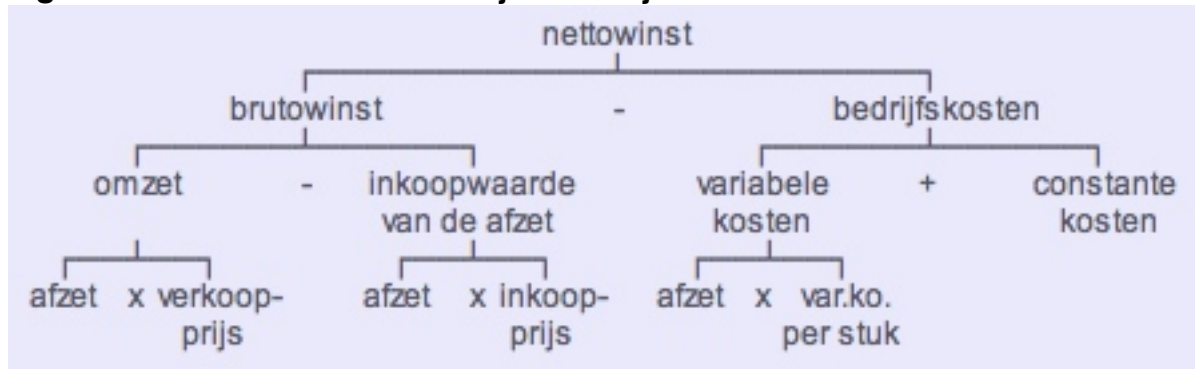 nettowinst
brutowinst - bedrijfskosten
omzet - inkoopwaarde variabele + constante
van de afzet kosten kosten
afzet x verkoop- afzet x inkoop- afzet x var.ko.
prijs prijs per stuk